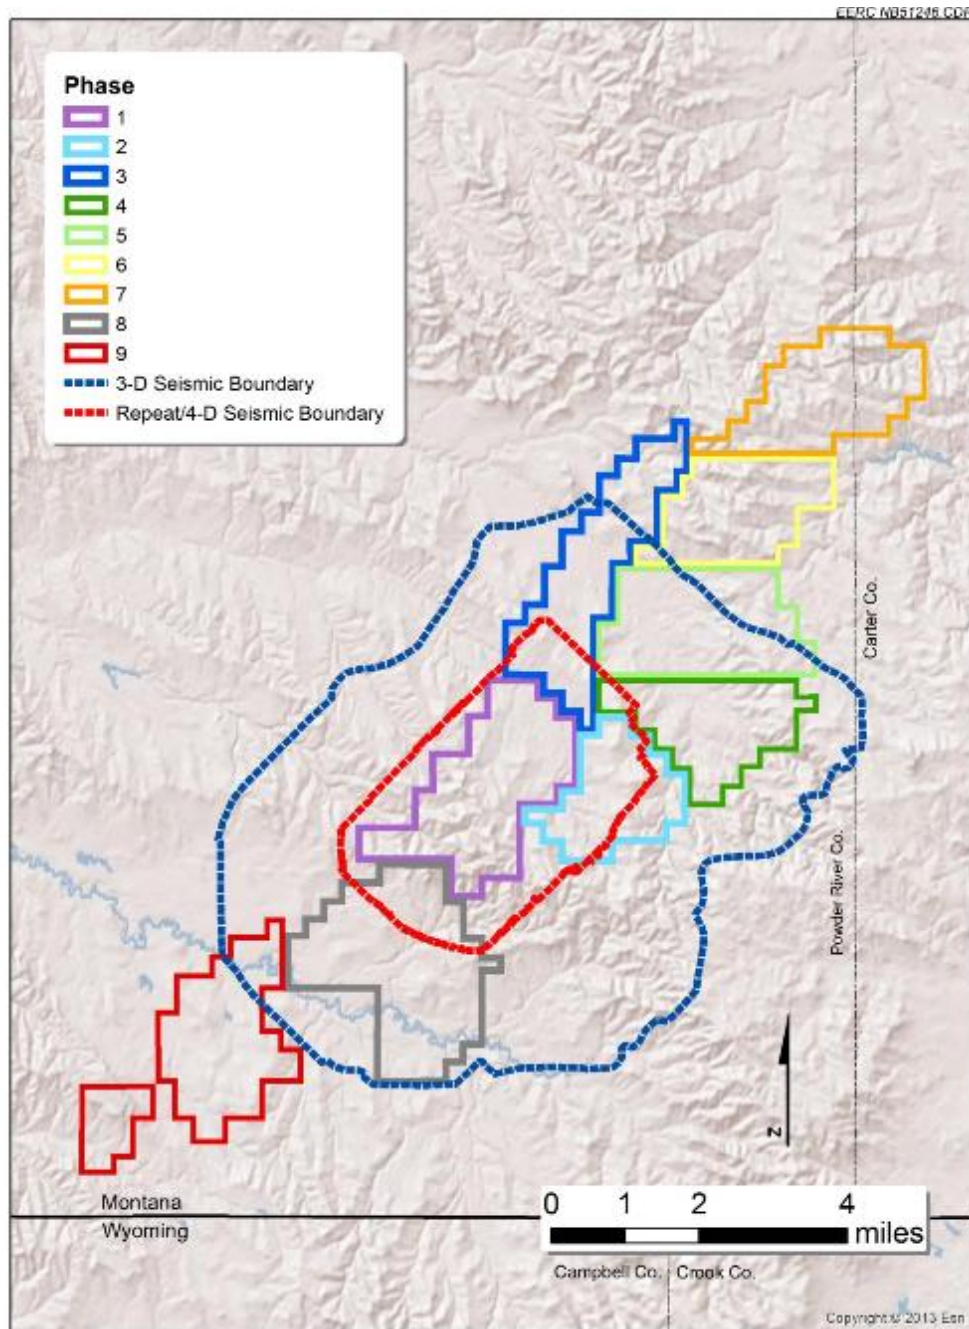 EERC NB51246.CDR
Phase
1
2
3
4
5
6
7
8
9
3-D Seismic Boundary
Repeat/4-D Seismic Boundary
Carter Co.
Powder River Co.
N
Montana
Wyoming
0 1 2 4
miles
Campbell Co. Crook Co.
Copyright:© 2013 Esri